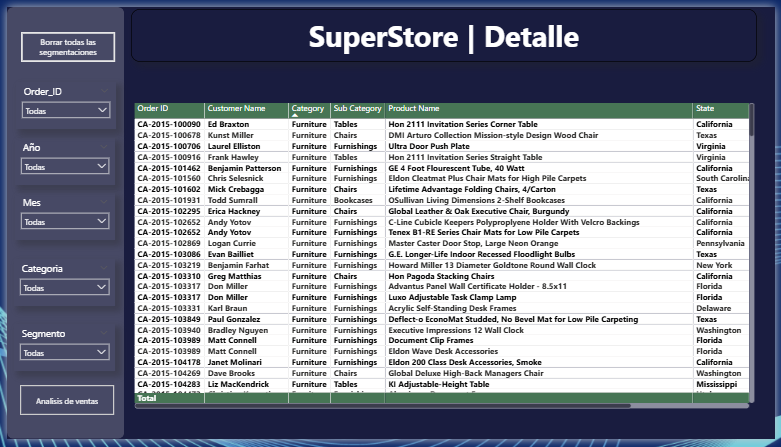 SuperStore | Detalle
Borrar todas las
segmentaciones
Order_ID
Todas
Año
Todas
Mes
Todas
Categoria
Todas
Segmento
Todas
Analisis de ventas
Order ID Customer Name Category Sub Category Product Name State
CA-2015-100090 Ed Braxton Furniture Tables Hon 2111 Invitation Series Corner Table California
CA-2015-100678 Kunst Miller Furniture Chairs DMI Arturo Collection Mission-style Design Wood Chair Texas
CA-2015-100706 Laurel Elliston Furniture Furnishings Ultra Door Push Plate Virginia
CA-2015-100916 Frank Hawley Furniture Tables Hon 2111 Invitation Series Straight Table Virginia
CA-2015-101462 Benjamin Patterson Furniture Furnishings GE 4 Foot Flourescent Tube, 40 Watt California
CA-2015-101560 Chris Selesnick Furniture Furnishings Eldon Cleatmat Plus Chair Mats for High Pile Carpets South Carolina
CA-2015-101602 Mick Crebagga Furniture Chairs Lifetime Advantage Folding Chairs, 4/Carton Texas
CA-2015-101931 Todd Sumrall Furniture Bookcases OSullivan Living Dimensions 2-Shelf Bookcases California
CA-2015-102295 Erica Hackney Furniture Chairs Global Leather & Oak Executive Chair, Burgundy California
CA-2015-102652 Andy Yotov Furniture Furnishings C-Line Cubicle Keepers Polyproplyene Holder With Velcro Backings California
CA-2015-102652 Andy Yotov Furniture Furnishings Tenex B1-RE Series Chair Mats for Low Pile Carpets California
CA-2015-102869 Logan Currie Furniture Furnishings Master Caster Door Stop, Large Neon Orange Pennsylvania
CA-2015-103086 Evan Bailliet Furniture Furnishings G.E. Longer-Life Indoor Recessed Floodlight Bulbs Texas
CA-2015-103219 Benjamin Farhat Furniture Furnishings Howard Miller 13 Diameter Goldtone Round Wall Clock New York
CA-2015-103310 Greg Matthias Furniture Chairs Hon Pagoda Stacking Chairs California
CA-2015-103317 Don Miller Furniture Furnishings Advantus Panel Wall Certificate Holder - 8.5x11 Florida
CA-2015-103317 Don Miller Furniture Furnishings Luxo Adjustable Task Clamp Lamp Florida
CA-2015-103331 Karl Braun Furniture Furnishings Acrylic Self-Standing Desk Frames Delaware
CA-2015-103849 Paul Gonzalez Furniture Furnishings Deflect-o EconoMat Studded, No Bevel Mat for Low Pile Carpeting Texas
CA-2015-103940 Bradley Nguyen Furniture Furnishings Executive Impressions 12 Wall Clock Washington
CA-2015-103989 Matt Connell Furniture Furnishings Document Clip Frames Florida
CA-2015-103989 Matt Connell Furniture Furnishings Eldon Wave Desk Accessories Florida
CA-2015-104178 Janet Molinari Furniture Furnishings Eldon 200 Class Desk Accessories, Smoke California
CA-2015-104269 Dave Brooks Furniture Chairs Global Deluxe High-Back Managers Chair Washington
CA-2015-104283 Liz MacKendrick Furniture Tables KI Adjustable-Height Table Mississippi
Total